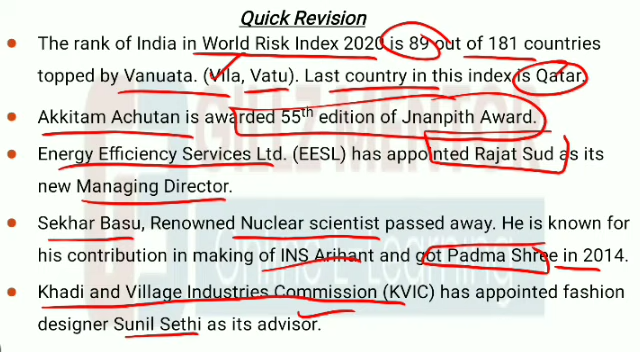 Quick Revision
The rank of India in World Risk Index 2020 is 89 out of 181 countries
topped by Vanuata. (Vila, Vatu). Last country in this index is Qatar.
Akkitam Achutan is awarded 55th edition of Jnanpith Award.
Energy Efficiency Services Ltd. (EESL) has appointed Rajat Sud as its
new Managing Director.
Sekhar Basu, Renowned Nuclear scientist passed away. He is known for
his contribution in making of INS Arihant and got Padma Shree in 2014.
Khadi and Village Industries Commission (KVIC) has appointed fashion
designer Sunil Sethi as its advisor.